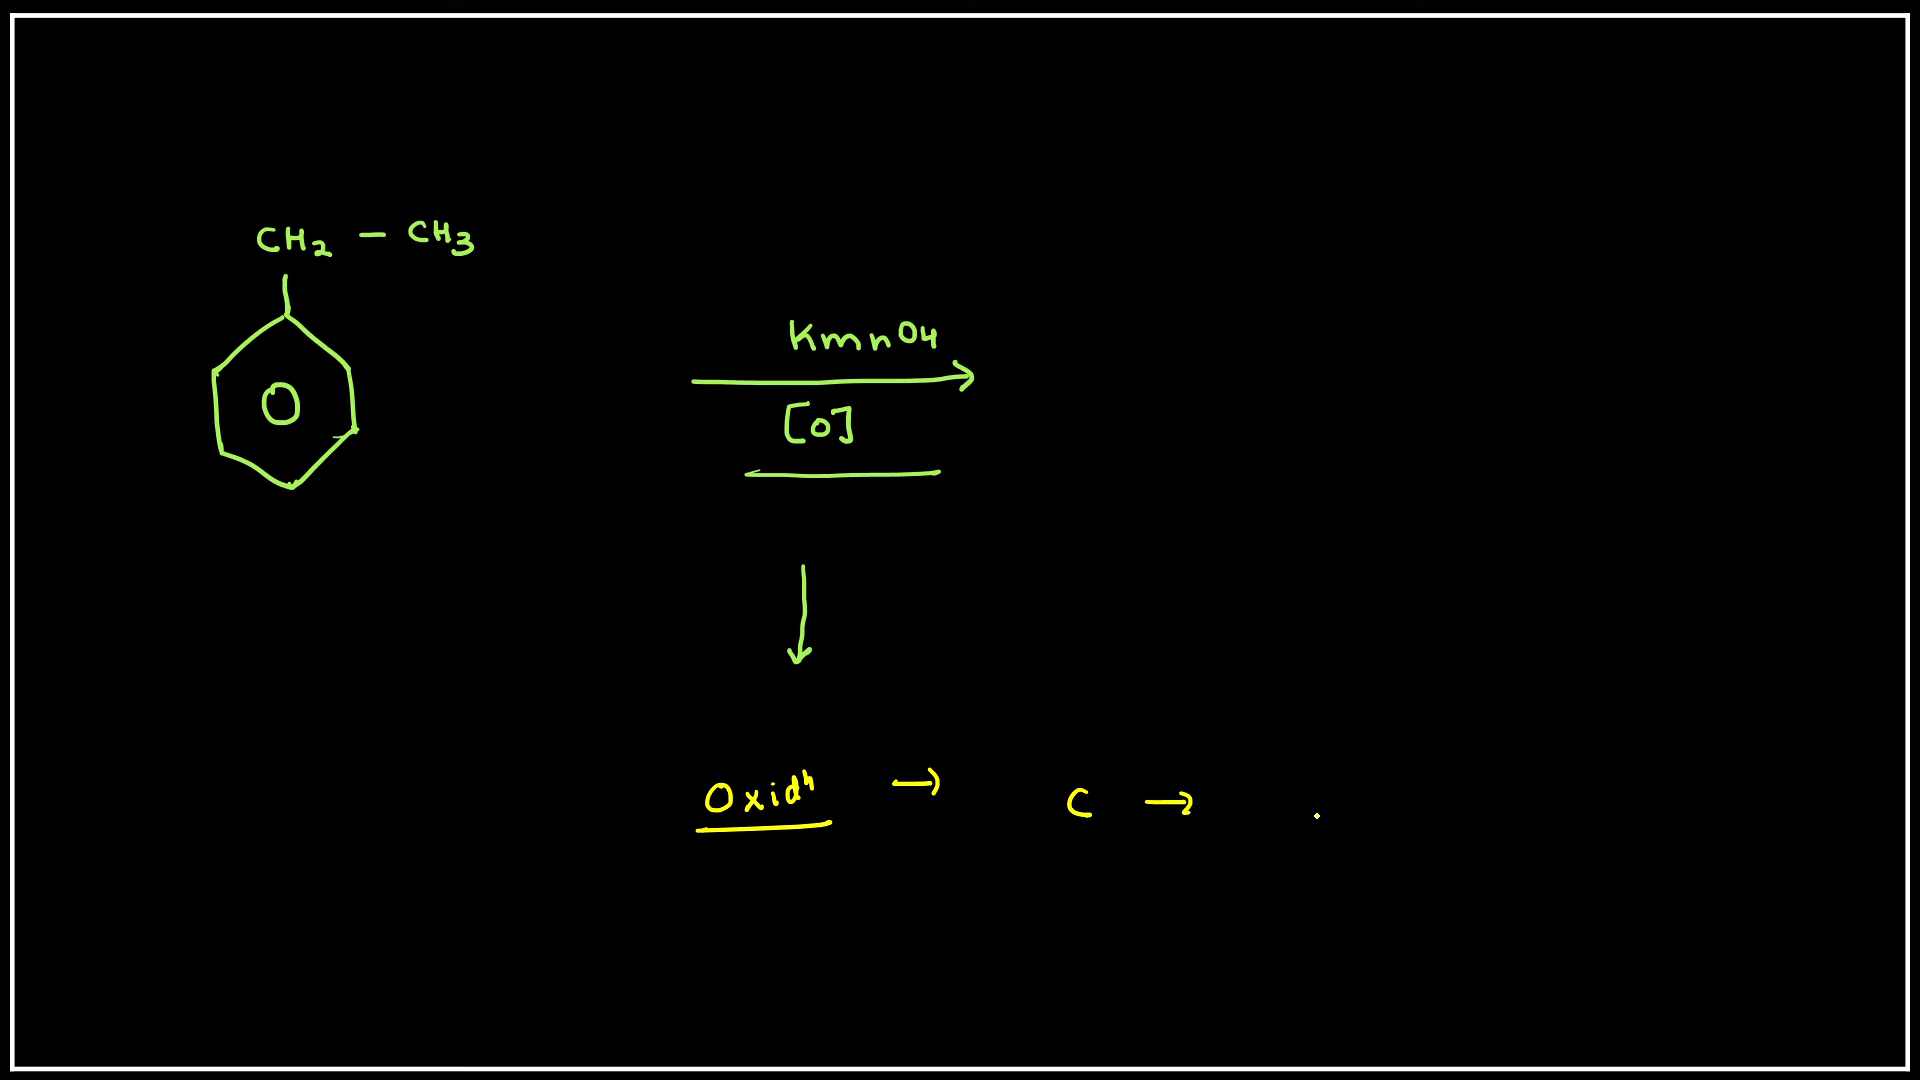 CH₂ – CH₃
KmnO₄
[O]
Oxidⁿ → C →